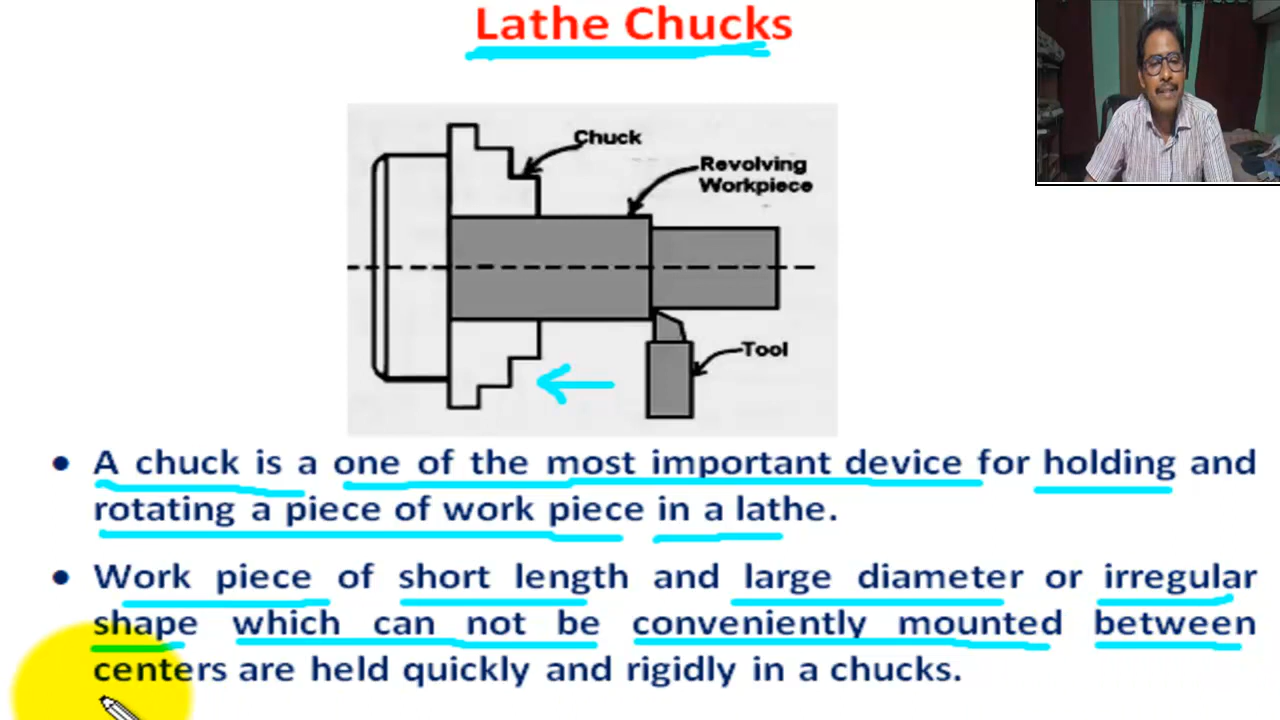 Lathe Chucks
Chuck
Revolving
Workpiece
Tool
• A chuck is a one of the most important device for holding and
rotating a piece of work piece in a lathe.
• Work piece of short length and large diameter or irregular
shape which can not be conveniently mounted between
centers are held quickly and rigidly in a chucks.